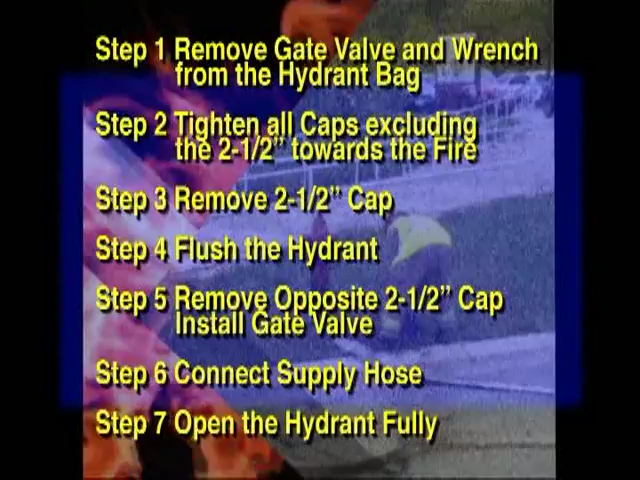 Step 1 Remove Gate Valve and Wrench
from the Hydrant Bag
Step 2 Tighten all Caps excluding
the 2-1/2” towards the Fire
Step 3 Remove 2-1/2” Cap
Step 4 Flush the Hydrant
Step 5 Remove Opposite 2-1/2” Cap
Install Gate Valve
Step 6 Connect Supply Hose
Step 7 Open the Hydrant Fully